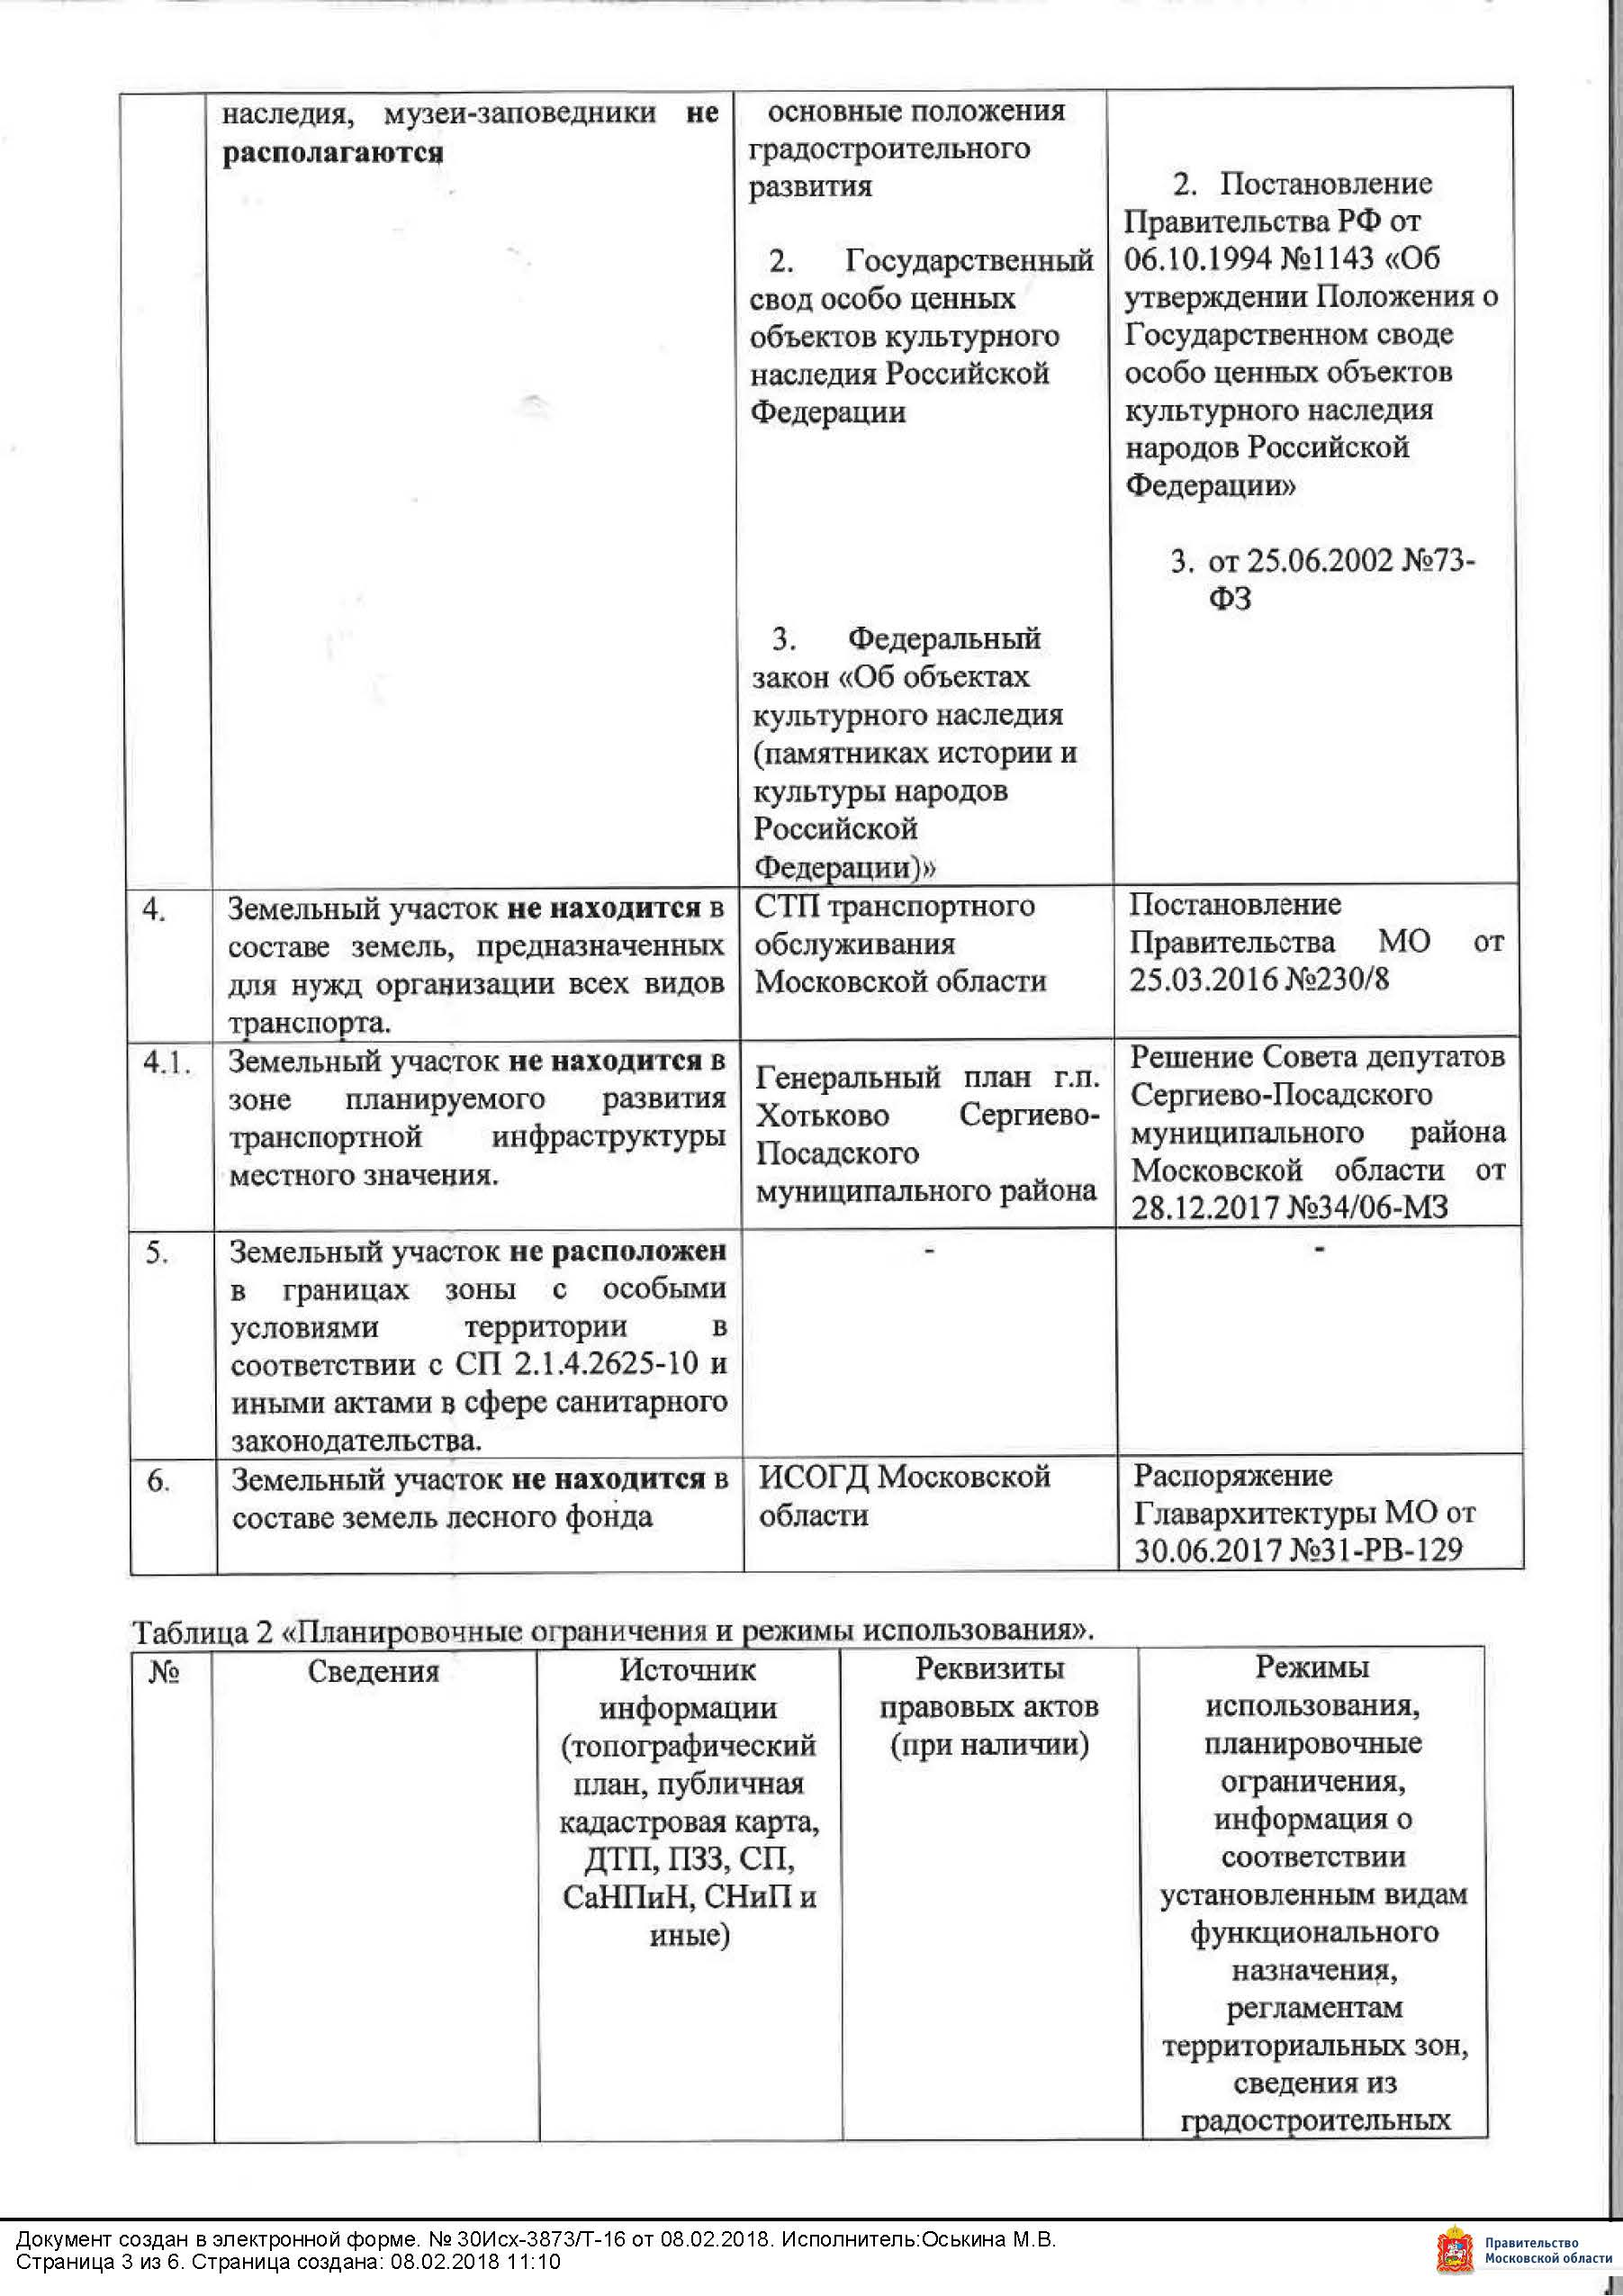 наследия, музеи-заповедники не
располагаются
основные положения
градостроительного
развития
2. Государственный
свод особо ценных
объектов культурного
наследия Российской
Федерации
3. Федеральный
закон «Об объектах
культурного наследия
(памятниках истории и
культуры народов
Российской
Федерации)»
2. Постановление
Правительства РФ от
06.10.1994 №1143 «Об
утверждении Положения о
Государственном своде
особо ценных объектов
культурного наследия
народов Российской
Федерации»
3. от 25.06.2002 №73-
ФЗ
4.
Земельный участок не находится в
составе земель, предназначенных
для нужд организации всех видов
транспорта.
СТП транспортного
обслуживания
Московской области
Постановление
Правительства МО от
25.03.2016 №230/8
4.1.
Земельный участок не находится в
зоне планируемого развития
транспортной инфраструктуры
местного значения.
Генеральный план г.п.
Хотьково Сергиево-
Посадского
муниципального района
Решение Совета депутатов
Сергиево-Посадского
муниципального района
Московской области от
28.12.2017 №34/06-МЗ
5.
Земельный участок не расположен
в границах зоны с особыми
условиями территории в
соответствии с СП 2.1.4.2625-10 и
иными актами в сфере санитарного
законодательства.
-
-
6.
Земельный участок не находится в
составе земель лесного фонда
ИСОГД Московской
области
Распоряжение
Главархитектуры МО от
30.06.2017 №31-РВ-129
Таблица 2 «Планировочные ограничения и режимы использования».
№
Сведения
Источник
информации
(топографический
план, публичная
кадастровая карта,
ДТП, ПЗЗ, СП,
СаНПиН, СНиП и
иные)
Реквизиты
правовых актов
(при наличии)
Режимы
использования,
планировочные
ограничения,
информация о
соответствии
установленным видам
функционального
назначения,
регламентам
территориальных зон,
сведения из
градостроительных
Документ создан в электронной форме. № 30Исх-3873/Т-16 от 08.02.2018. Исполнитель:Оськина М.В.
Страница 3 из 6. Страница создана: 08.02.2018 11:10
Правительство
Московской области